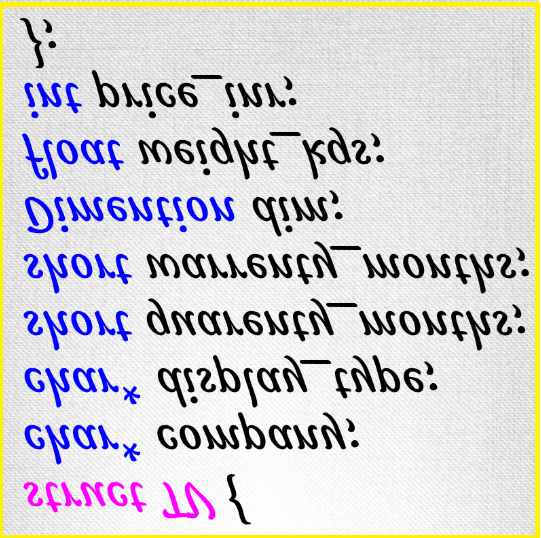 struct TV {
char* company;
char* display_type;
short guarenty_months;
short warrenty_months;
Dimention dim;
float weight_kgs;
int price_inr;
};